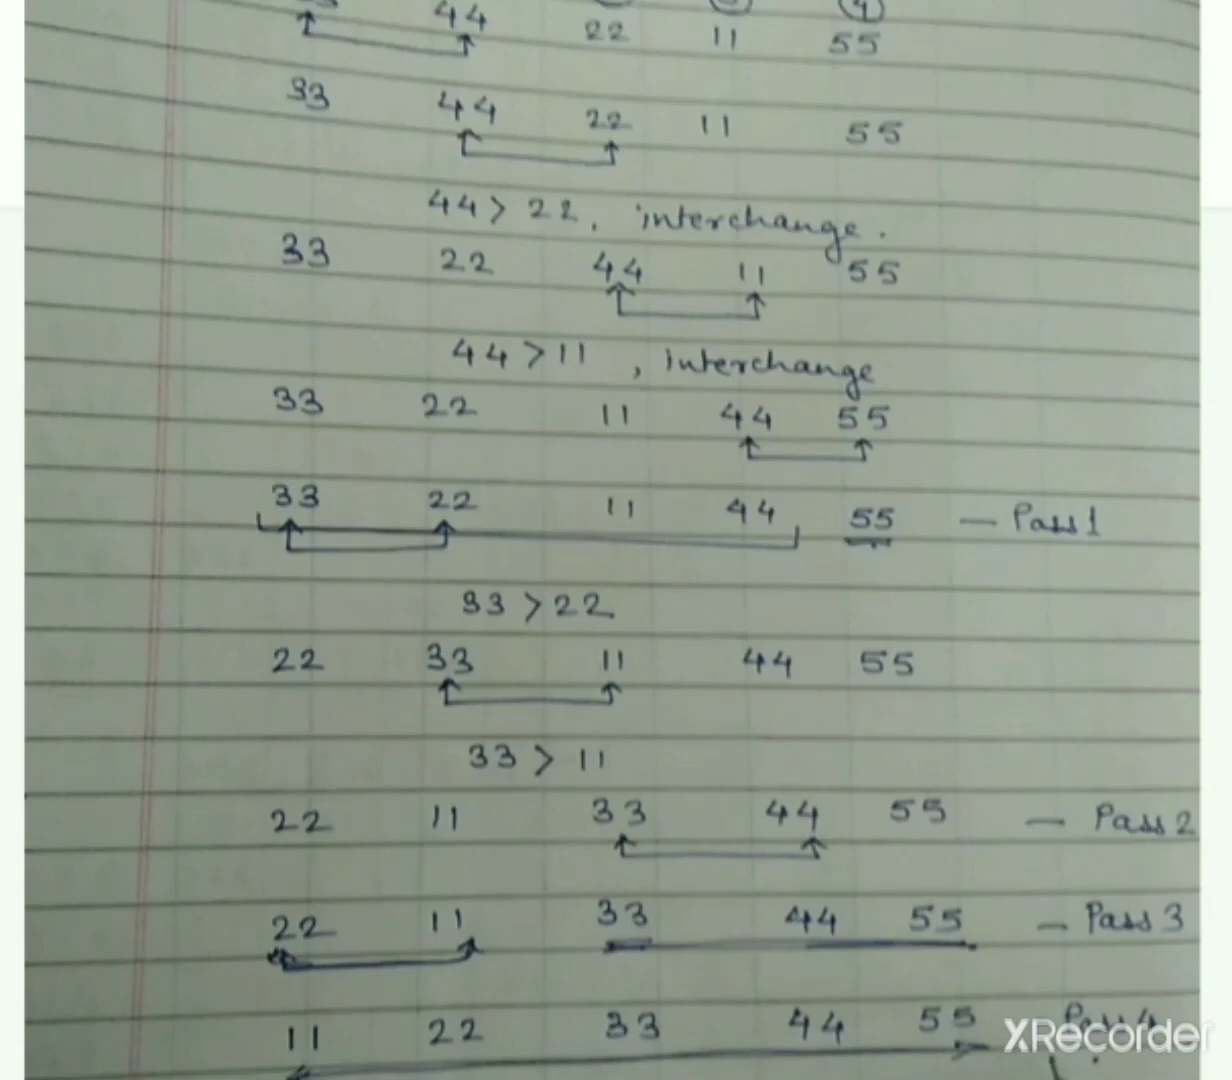 44 22 11 55
33 44 22 11 55
44 > 22, interchange.
33 22 44 11 55
44 > 11 , interchange
33 22 11 44 55
33 22 11 44 55 — Pass 1
33 > 22
22 33 11 44 55
33 > 11
22 11 33 44 55 — Pass 2
22 11 33 44 55 — Pass 3
11 22 33 44 55 Pass 4
XRecorder